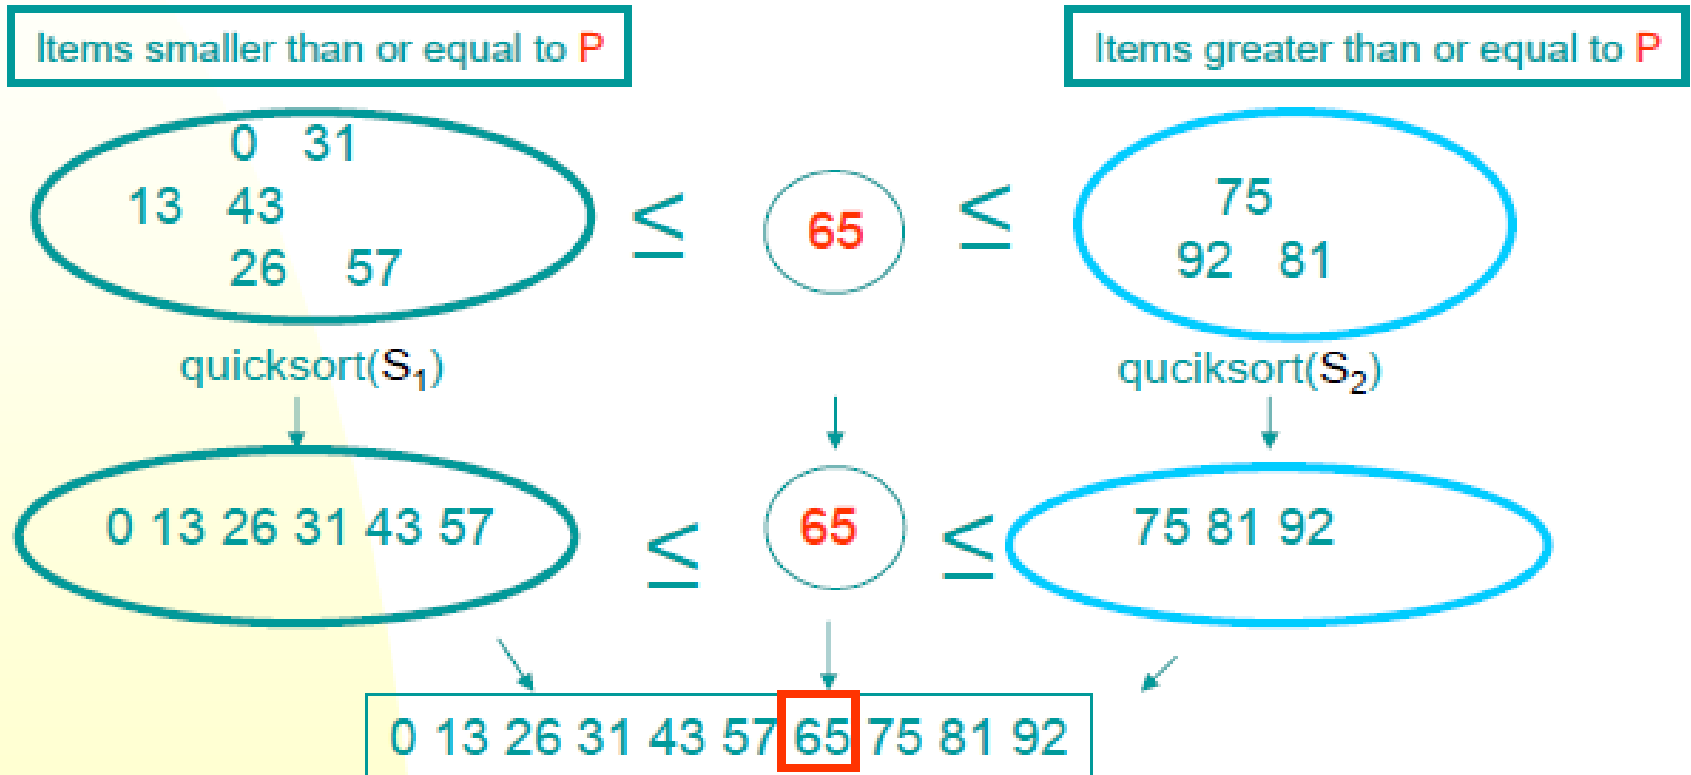 Items smaller than or equal to P
Items greater than or equal to P
0 31
13 43
26 57
≤
65
≤
75
92 81
quicksort(S₁)
quciksort(S₂)
0 13 26 31 43 57
≤
65
≤
75 81 92
0 13 26 31 43 57 65 75 81 92